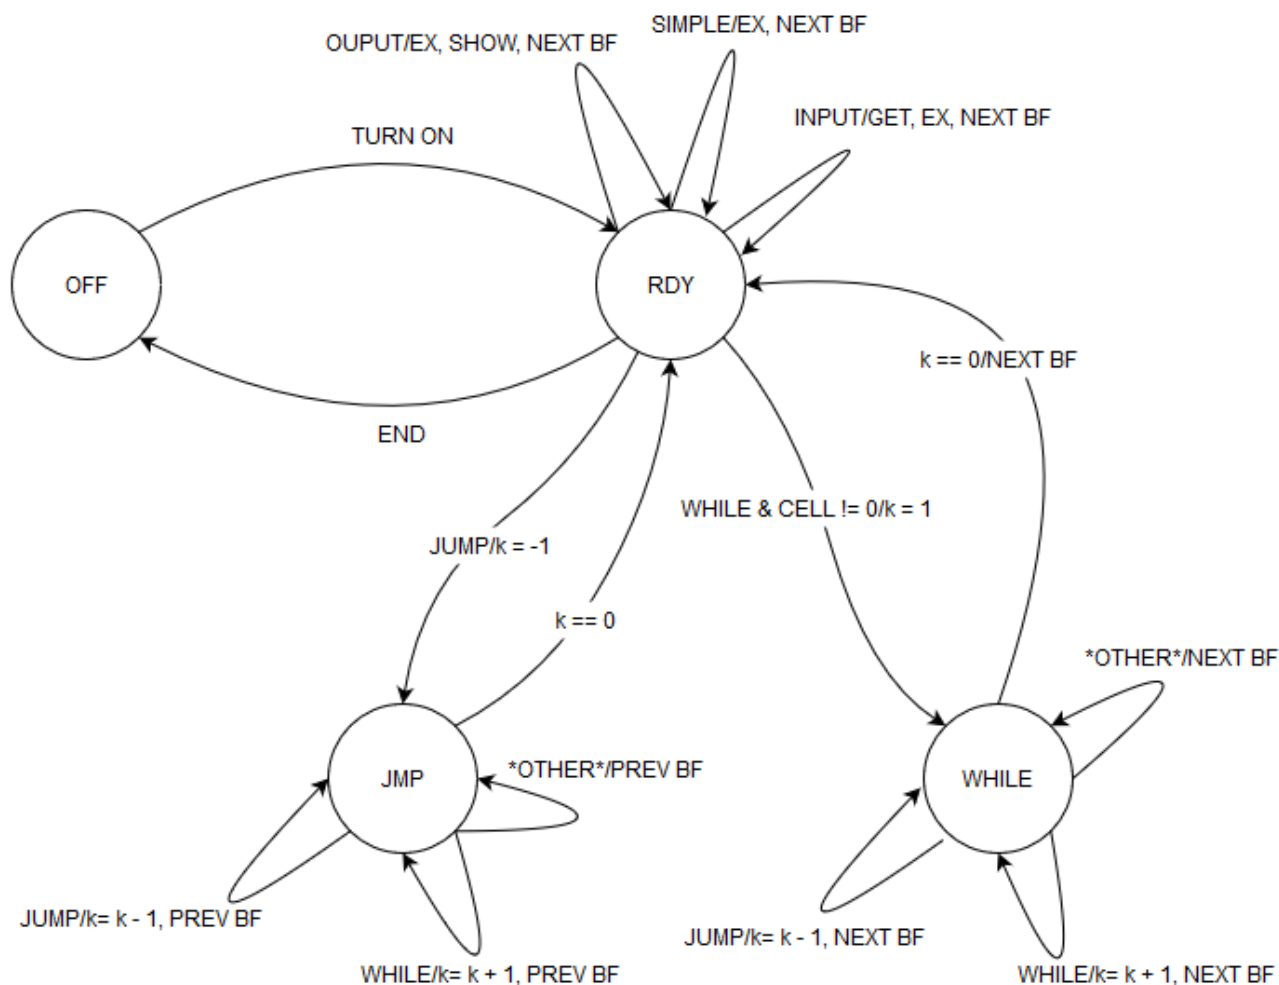 SIMPLE/EX, NEXT BF
OUPUT/EX, SHOW, NEXT BF
INPUT/GET, EX, NEXT BF
TURN ON
OFF
RDY
k == 0/NEXT BF
END
WHILE & CELL != 0/k = 1
JUMP/k = -1
k == 0
*OTHER*/NEXT BF
*OTHER*/PREV BF
JMP
WHILE
JUMP/k= k - 1, PREV BF
JUMP/k= k - 1, NEXT BF
WHILE/k= k + 1, PREV BF
WHILE/k= k + 1, NEXT BF